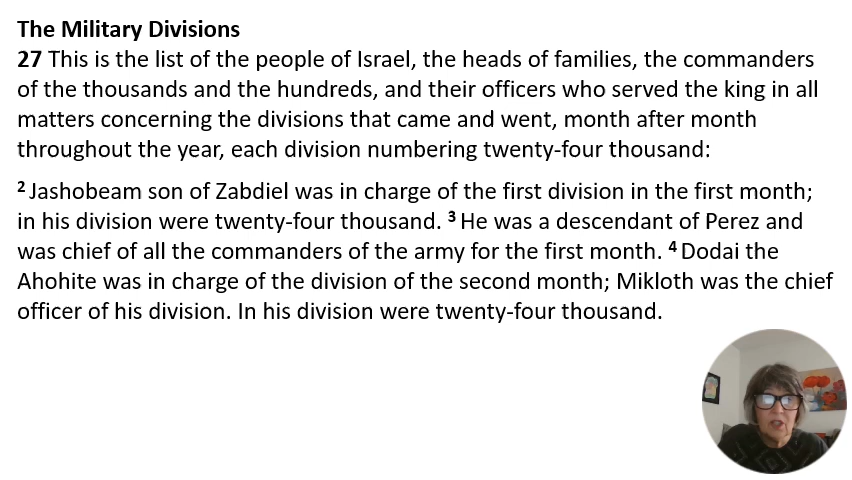 The Military Divisions
27 This is the list of the people of Israel, the heads of families, the commanders
of the thousands and the hundreds, and their officers who served the king in all
matters concerning the divisions that came and went, month after month
throughout the year, each division numbering twenty-four thousand:
2 Jashobeam son of Zabdiel was in charge of the first division in the first month;
in his division were twenty-four thousand. 3 He was a descendant of Perez and
was chief of all the commanders of the army for the first month. 4 Dodai the
Ahohite was in charge of the division of the second month; Mikloth was the chief
officer of his division. In his division were twenty-four thousand.